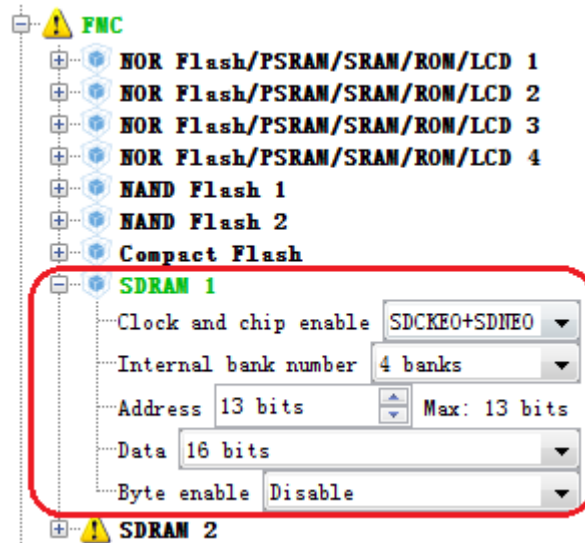 FMC
NOR Flash/PSRAM/SRAM/ROM/LCD 1
NOR Flash/PSRAM/SRAM/ROM/LCD 2
NOR Flash/PSRAM/SRAM/ROM/LCD 3
NOR Flash/PSRAM/SRAM/ROM/LCD 4
NAND Flash 1
NAND Flash 2
Compact Flash
SDRAM 1
Clock and chip enable SDCKE0+SDNE0
Internal bank number 4 banks
Address 13 bits Max: 13 bits
Data 16 bits
Byte enable Disable
SDRAM 2